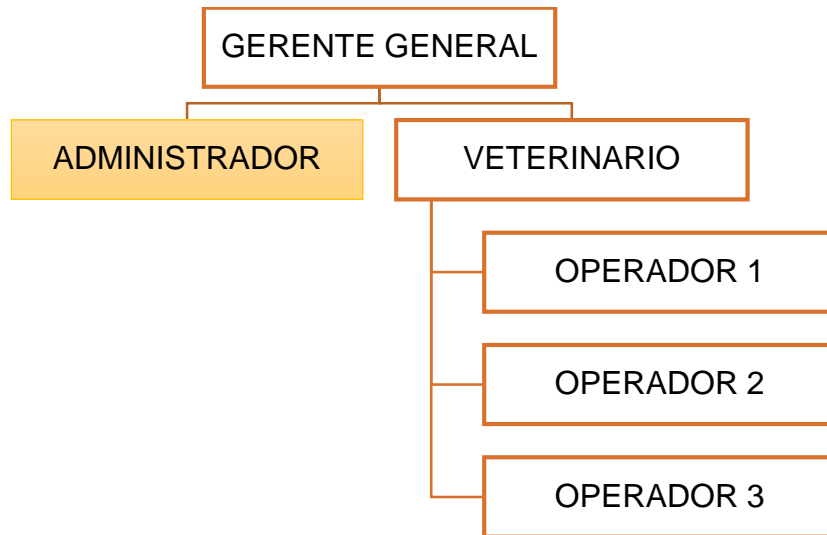 GERENTE GENERAL
ADMINISTRADOR
VETERINARIO
OPERADOR 1
OPERADOR 2
OPERADOR 3